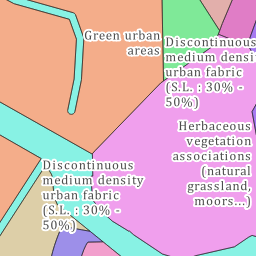 Green urban
areas
Discontinuous
medium densi
urban fabric
(S.L. : 30% -
50%)
Herbaceous
vegetation
associations
(natural
grassland,
moors...)
Discontinuous
medium density
urban fabric
(S.L. : 30% -
50%)